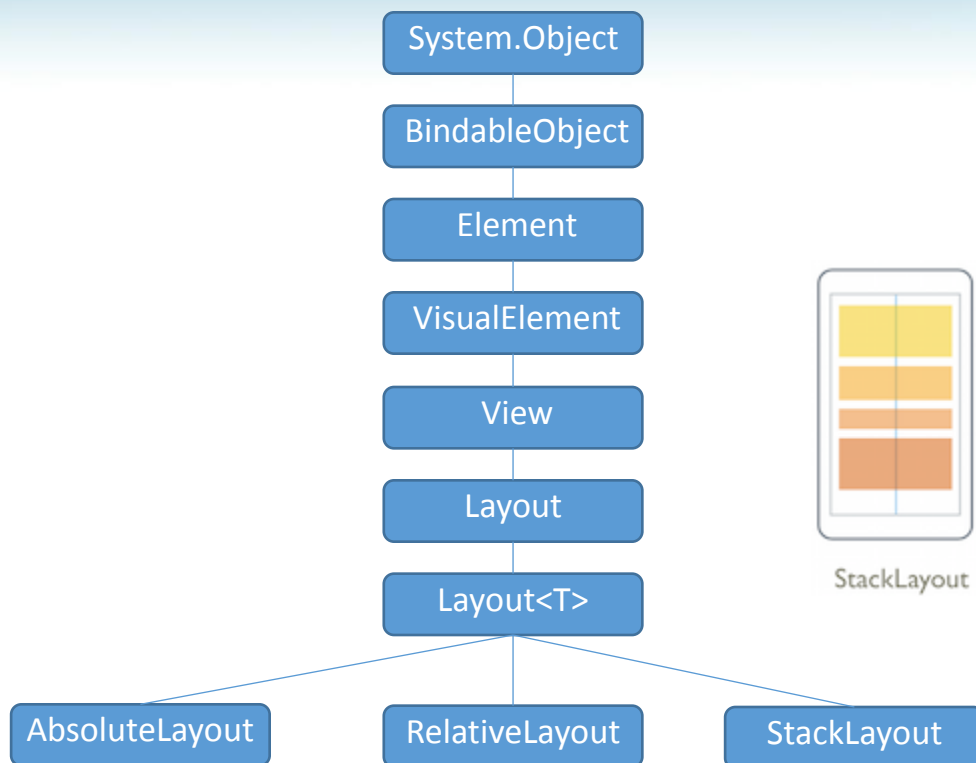 System.Object
BindableObject
Element
VisualElement
View
Layout
Layout<T>
StackLayout
AbsoluteLayout
RelativeLayout
StackLayout